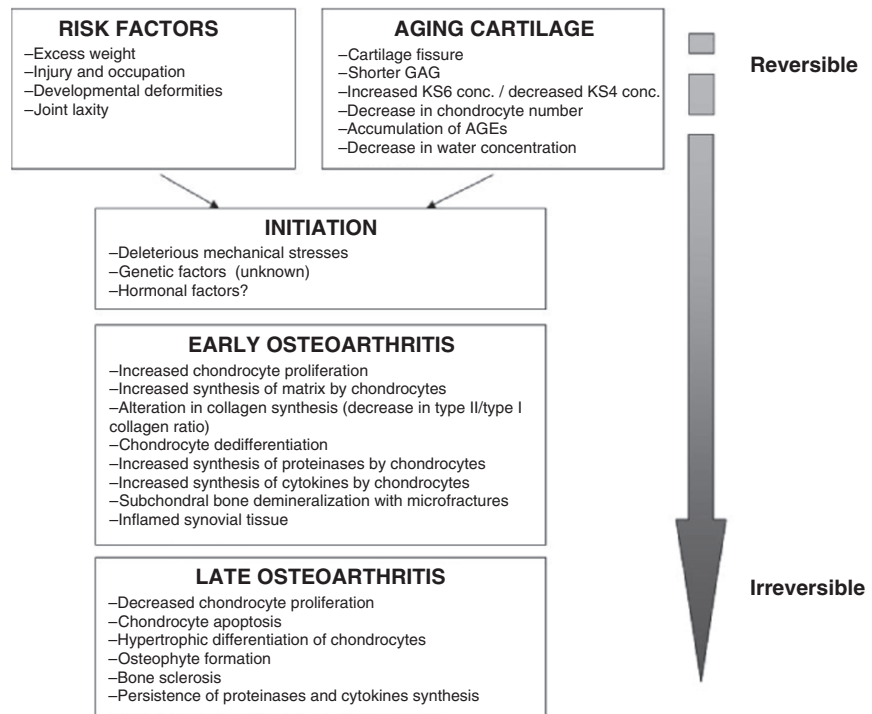 RISK FACTORS
–Excess weight
–Injury and occupation
–Developmental deformities
–Joint laxity
AGING CARTILAGE
–Cartilage fissure
–Shorter GAG
–Increased KS6 conc. / decreased KS4 conc.
–Decrease in chondrocyte number
–Accumulation of AGEs
–Decrease in water concentration
Reversible
INITIATION
–Deleterious mechanical stresses
–Genetic factors (unknown)
–Hormonal factors?
EARLY OSTEOARTHRITIS
–Increased chondrocyte proliferation
–Increased synthesis of matrix by chondrocytes
–Alteration in collagen synthesis (decrease in type II/type I
collagen ratio)
–Chondrocyte dedifferentiation
–Increased synthesis of proteinases by chondrocytes
–Increased synthesis of cytokines by chondrocytes
–Subchondral bone demineralization with microfractures
–Inflamed synovial tissue
LATE OSTEOARTHRITIS
–Decreased chondrocyte proliferation
–Chondrocyte apoptosis
–Hypertrophic differentiation of chondrocytes
–Osteophyte formation
–Bone sclerosis
–Persistence of proteinases and cytokines synthesis
Irreversible